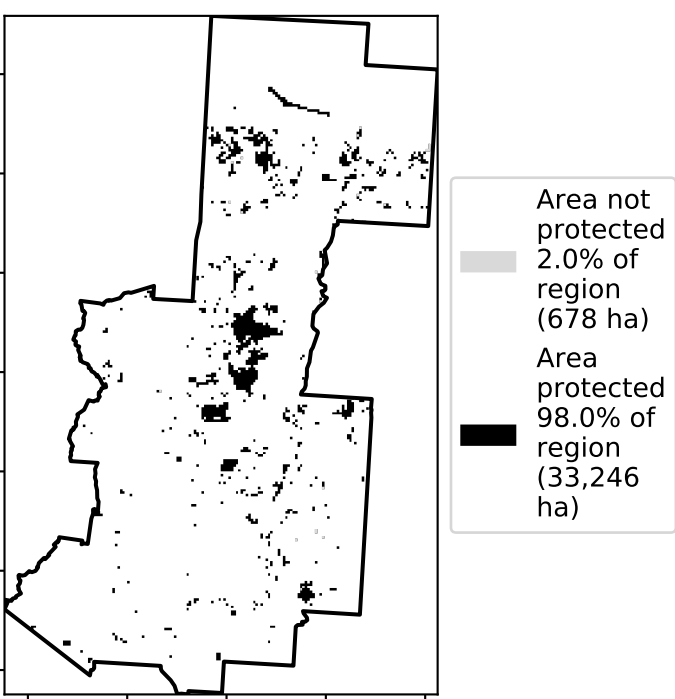 Area not
protected
2.0% of
region
(678 ha)
Area
protected
98.0% of
region
(33,246
ha)